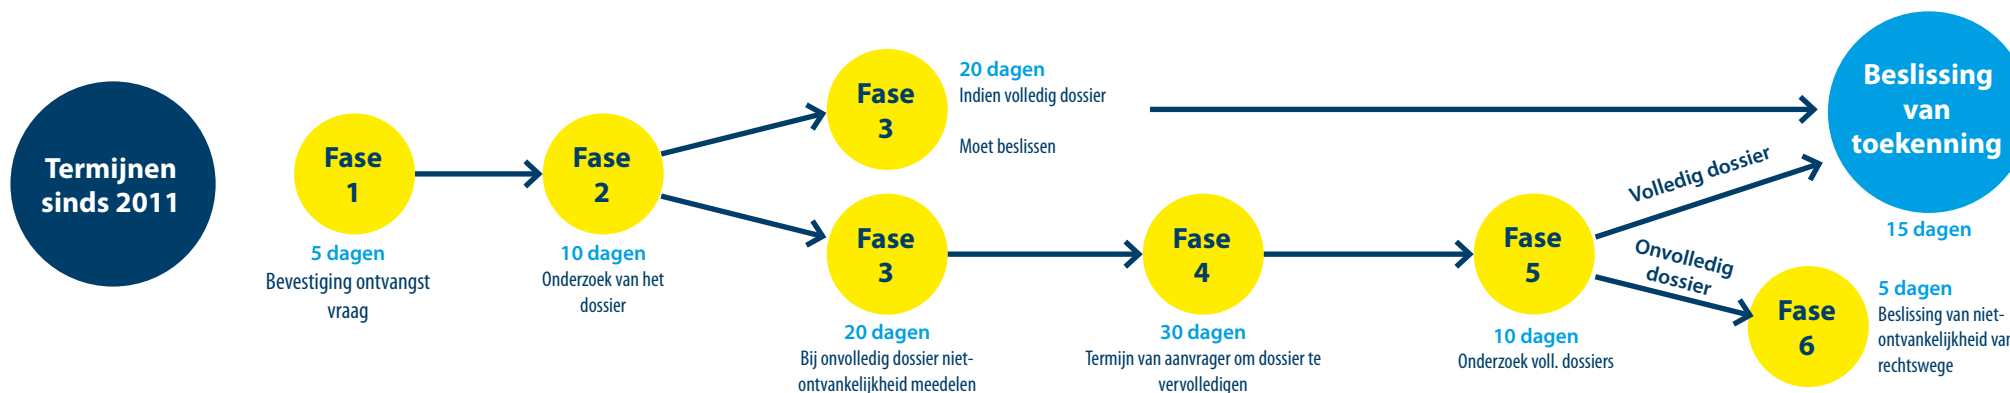 Termijnen
sinds 2011
Fase
1
5 dagen
Bevestiging ontvangst
vraag
Fase
2
10 dagen
Onderzoek van het
dossier
Fase
3
20 dagen
Indien volledig dossier
Moet beslissen
Fase
3
20 dagen
Bij onvolledig dossier niet-
ontvankelijkheid meedelen
Fase
4
30 dagen
Termijn van aanvrager om dossier te
vervolledigen
Fase
5
10 dagen
Onderzoek voll. dossiers
Volledig dossier
Beslissing
van
toekenning
15 dagen
Onvolledig
dossier
Fase
6
5 dagen
Beslissing van niet-
ontvankelijkheid van
rechtswege